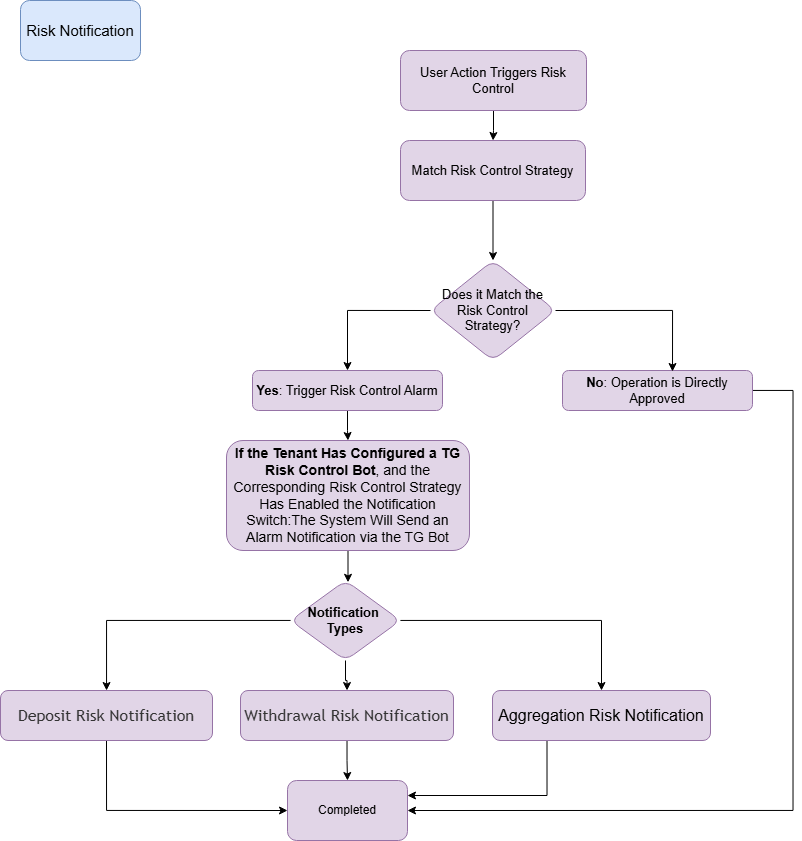 Risk Notification
User Action Triggers Risk
Control
Match Risk Control Strategy
Does it Match the
Risk Control
Strategy?
Yes: Trigger Risk Control Alarm
No: Operation is Directly
Approved
If the Tenant Has Configured a TG
Risk Control Bot, and the
Corresponding Risk Control Strategy
Has Enabled the Notification
Switch:The System Will Send an
Alarm Notification via the TG Bot
Notification
Types
Deposit Risk Notification
Withdrawal Risk Notification
Aggregation Risk Notification
Completed